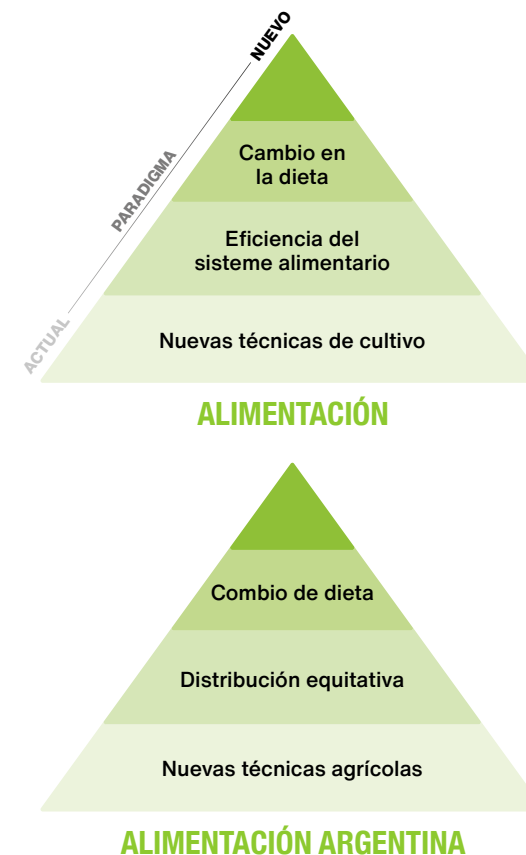 NUEVO
PARADIGMA
ACTUAL
Cambio en
la dieta
Eficiencia del
sisteme alimentario
Nuevas técnicas de cultivo
ALIMENTACIÓN
Combio de dieta
Distribución equitativa
Nuevas técnicas agrícolas
ALIMENTACIÓN ARGENTINA